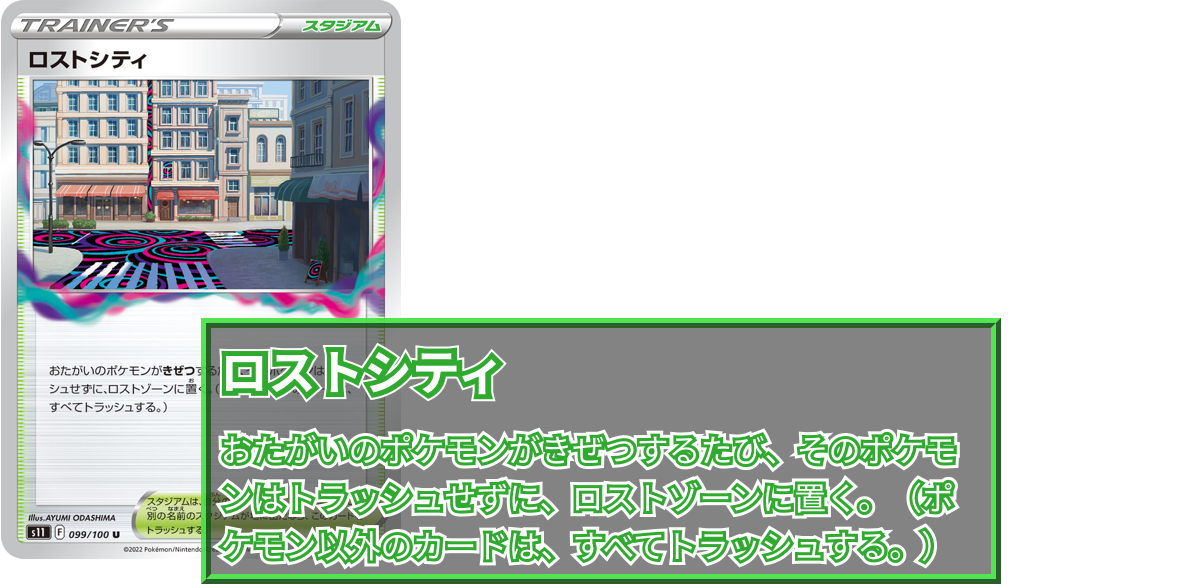 TRAINER'S スタジアム
ロストシティ
おたがいのポケモンがきぜつする
シュせずに、ロストゾーンに置く。（
すべてトラッシュする。）
ロストシティ
おたがいのポケモンがきぜつするたび、そのポケモ
ンはトラッシュせずに、ロストゾーンに置く。（ポ
ケモン以外のカードは、すべてトラッシュする。）
スタジアムは、
別の名前のス
トラッシュする
Illus.AYUMI ODASHIMA
s11 F 099/100 U
©2022 Pokémon/Nintendo